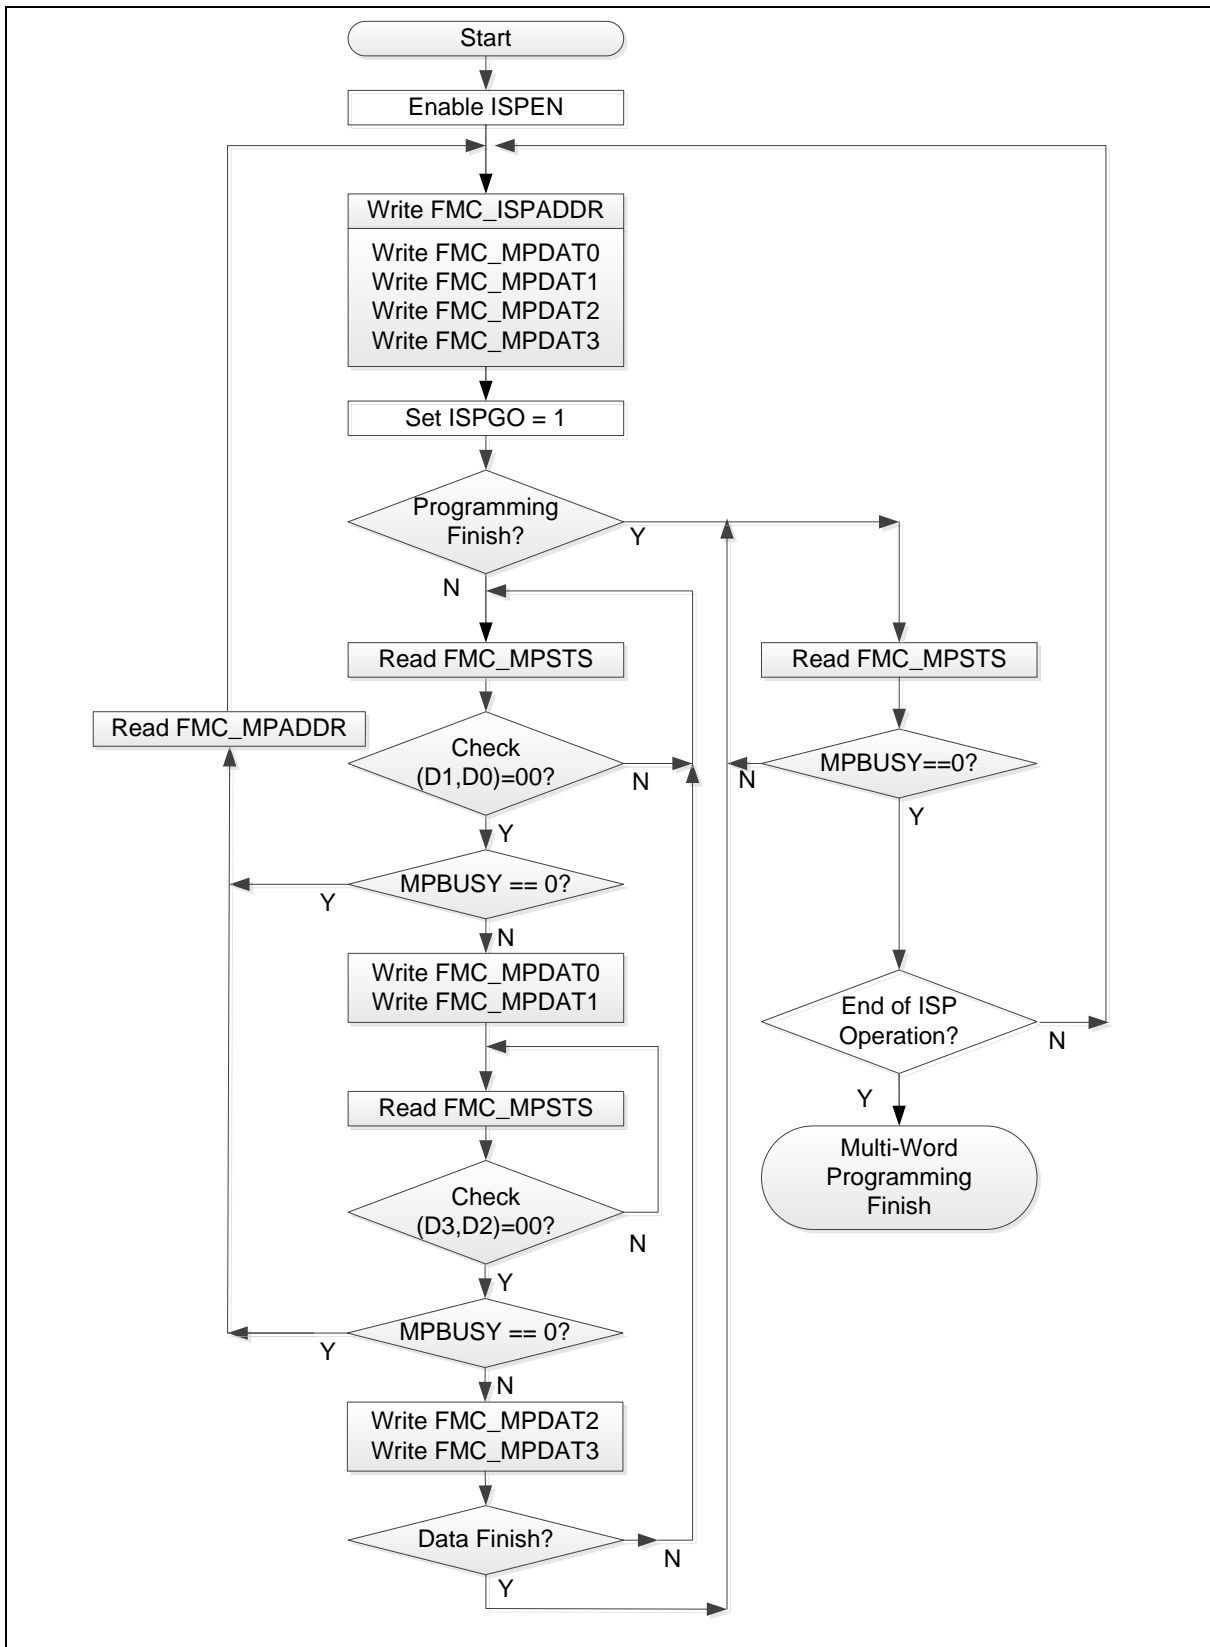 Start
Enable ISPEN
Write FMC_ISPADDR
Write FMC_MPDAT0
Write FMC_MPDAT1
Write FMC_MPDAT2
Write FMC_MPDAT3
Set ISPGO = 1
Programming
Finish?
Y
N
Read FMC_MPSTS
Read FMC_MPSTS
Read FMC_MPADDR
Check
(D1,D0)=00?
N
Y
MPBUSY==0?
N
Y
MPBUSY == 0?
Y
N
Write FMC_MPDAT0
Write FMC_MPDAT1
End of ISP
Operation?
N
Y
Read FMC_MPSTS
Multi-Word
Programming
Finish
Check
(D3,D2)=00?
N
Y
MPBUSY == 0?
Y
N
Write FMC_MPDAT2
Write FMC_MPDAT3
Data Finish?
N
Y